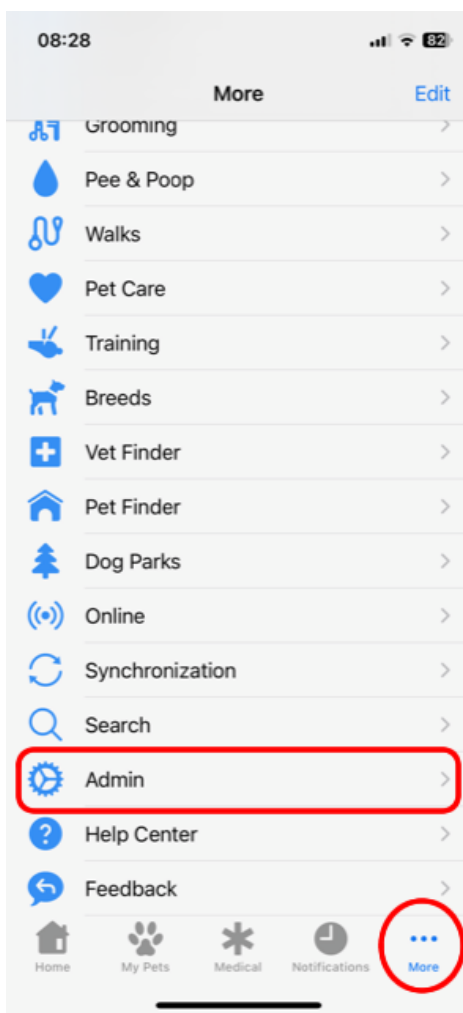 08:28
82
More
Edit
Grooming
Pee & Poop
Walks
Pet Care
Training
Breeds
Vet Finder
Pet Finder
Dog Parks
Online
Synchronization
Search
Admin
Help Center
Feedback
Home My Pets Medical Notifications More